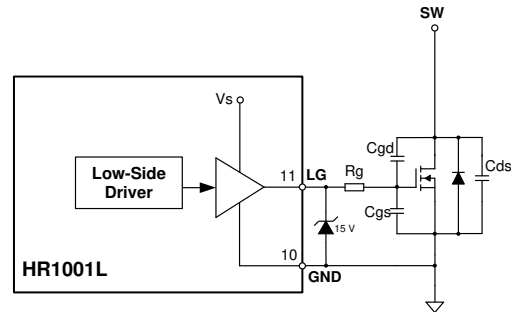 SW
Vs
Low-Side
Driver
11
LG
Rg
Cgd
Cds
Cgs
15 V
10
GND
HR1001L